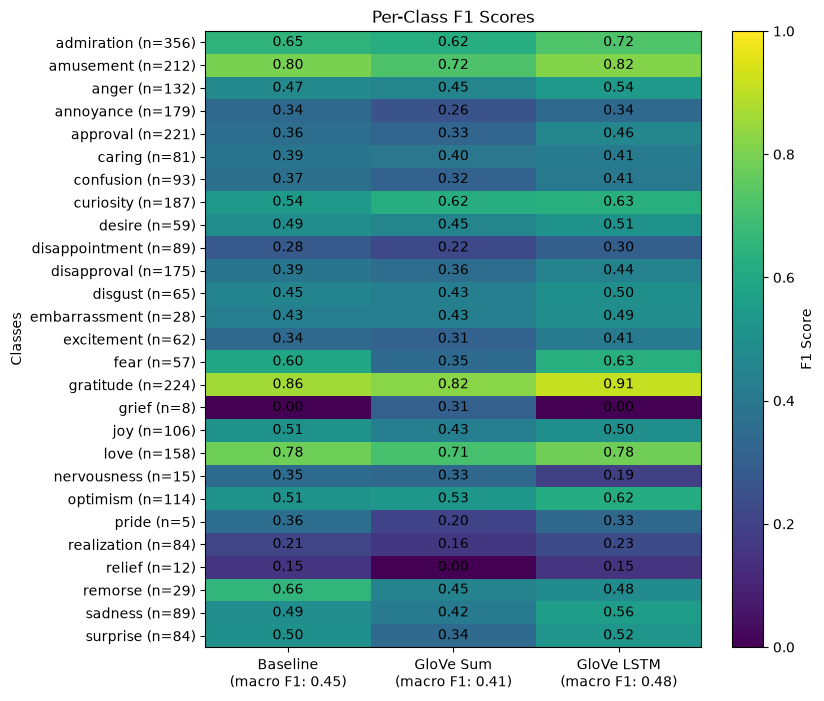 Per-Class F1 Scores
Classes
admiration (n=356) 0.65 0.62 0.72
amusement (n=212) 0.80 0.72 0.82
anger (n=132) 0.47 0.45 0.54
annoyance (n=179) 0.34 0.26 0.34
approval (n=221) 0.36 0.33 0.46
caring (n=81) 0.39 0.40 0.41
confusion (n=93) 0.37 0.32 0.41
curiosity (n=187) 0.54 0.62 0.63
desire (n=59) 0.49 0.45 0.51
disappointment (n=89) 0.28 0.22 0.30
disapproval (n=175) 0.39 0.36 0.44
disgust (n=65) 0.45 0.43 0.50
embarrassment (n=28) 0.43 0.43 0.49
excitement (n=62) 0.34 0.31 0.41
fear (n=57) 0.60 0.35 0.63
gratitude (n=224) 0.86 0.82 0.91
grief (n=8) 0.00 0.31 0.00
joy (n=106) 0.51 0.43 0.50
love (n=158) 0.78 0.71 0.78
nervousness (n=15) 0.35 0.33 0.19
optimism (n=114) 0.51 0.53 0.62
pride (n=5) 0.36 0.20 0.33
realization (n=84) 0.21 0.16 0.23
relief (n=12) 0.15 0.00 0.15
remorse (n=29) 0.66 0.45 0.48
sadness (n=89) 0.49 0.42 0.56
surprise (n=84) 0.50 0.34 0.52
Baseline GloVe Sum GloVe LSTM
(macro F1: 0.45) (macro F1: 0.41) (macro F1: 0.48)
1.0
0.8
0.6
0.4
0.2
0.0
F1 Score